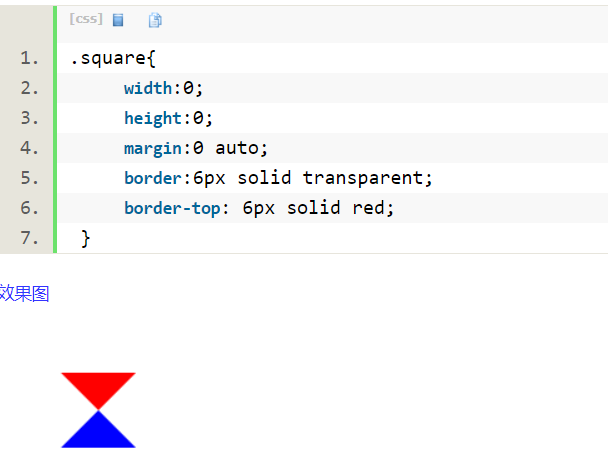 [css]
1. .square{
2. width:0;
3. height:0;
4. margin:0 auto;
5. border:6px solid transparent;
6. border-top: 6px solid red;
7. }
效果图